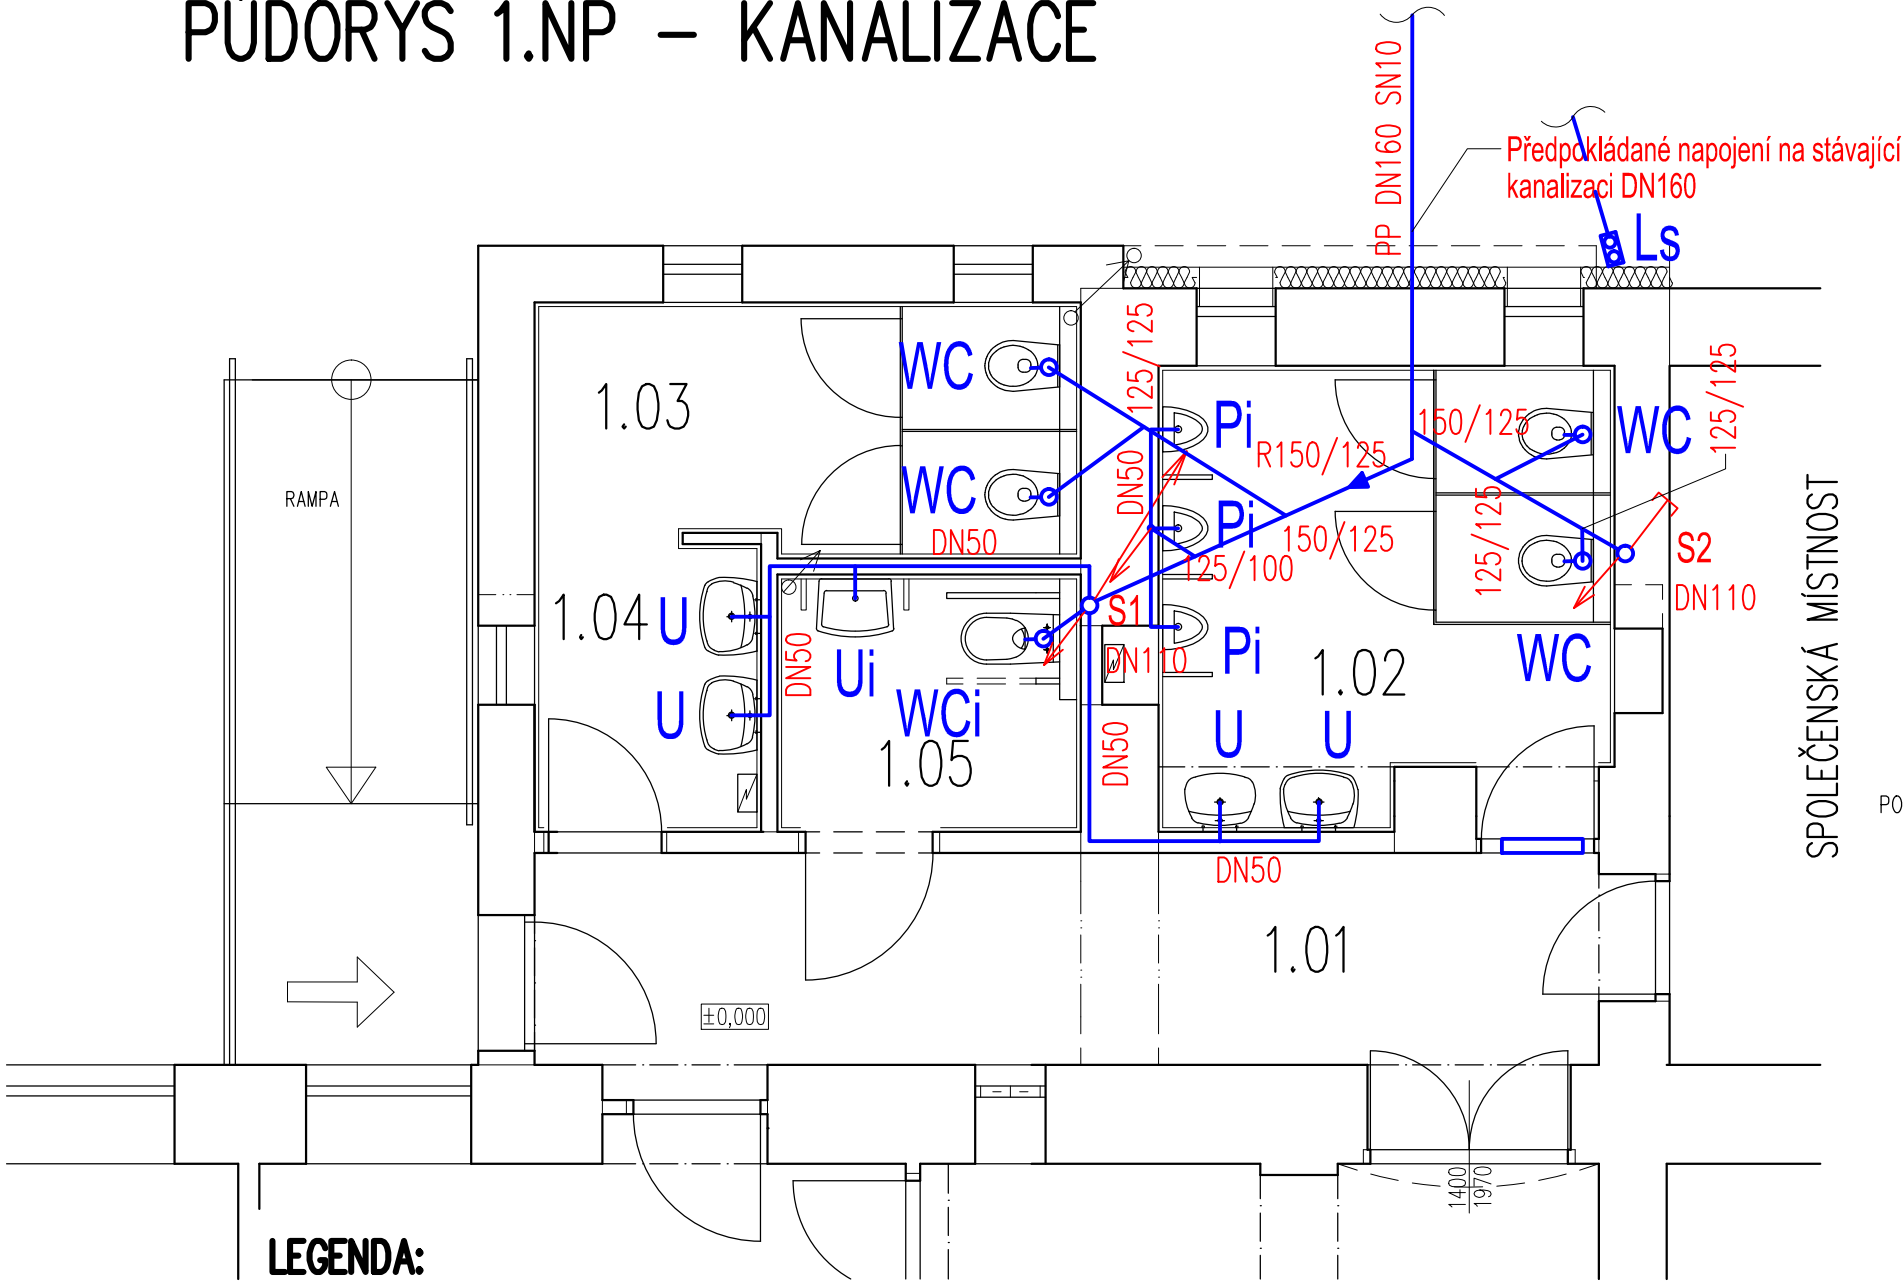 PŮDORYS 1.NP – KANALIZACE
PP DN160 SN10
Předpokládané napojení na stávající
kanalizaci DN160
Ls
WC
1.03
125/125
Pi
150/125
WC
125/125
R150/125
RAMPA
WC
DN50
DN50
Pi
150/125
125/125
S2
125/100
DN110
1.04
U
DN50
Ui
S1
DN110
Pi
1.02
WC
U
WCi
1.05
DN50
U
U
SPOLEČENSKÁ MÍSTNOST
PO
DN50
1.01
±0,000
1400
1970
LEGENDA: